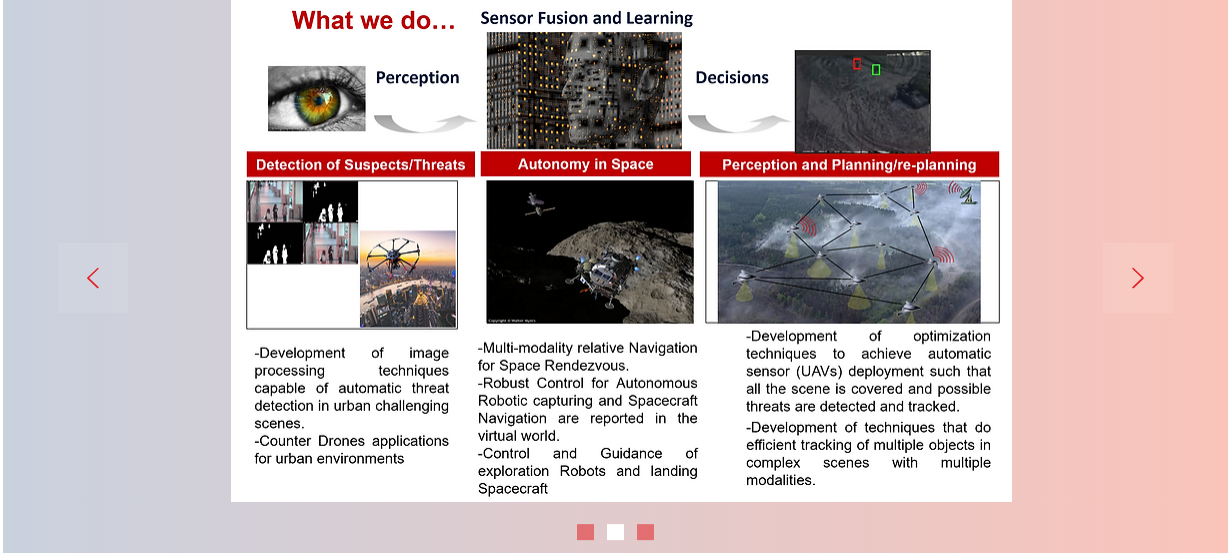 What we do…
Sensor Fusion and Learning
Perception
Decisions
Detection of Suspects/Threats
Autonomy in Space
Perception and Planning/re-planning
Copyright © Walter Myers
-Development of image
processing techniques
capable of automatic threat
detection in urban challenging
scenes.
-Counter Drones applications
for urban environments
-Multi-modality relative Navigation
for Space Rendezvous.
-Robust Control for Autonomous
Robotic capturing and Spacecraft
Navigation are reported in the
virtual world.
-Control and Guidance of
exploration Robots and landing
Spacecraft
-Development of optimization
techniques to achieve automatic
sensor (UAVs) deployment such that
all the scene is covered and possible
threats are detected and tracked.
-Development of techniques that do
efficient tracking of multiple objects in
complex scenes with multiple
modalities.